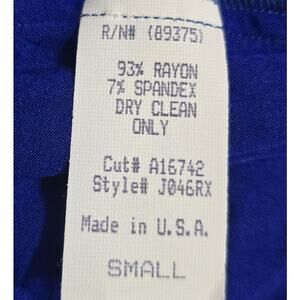 R/N# (89375)
93% RAYON
7% SPANDEX
DRY CLEAN
ONLY
Cut# A16742
Style# J046RX
Made in U.S.A.
SMALL